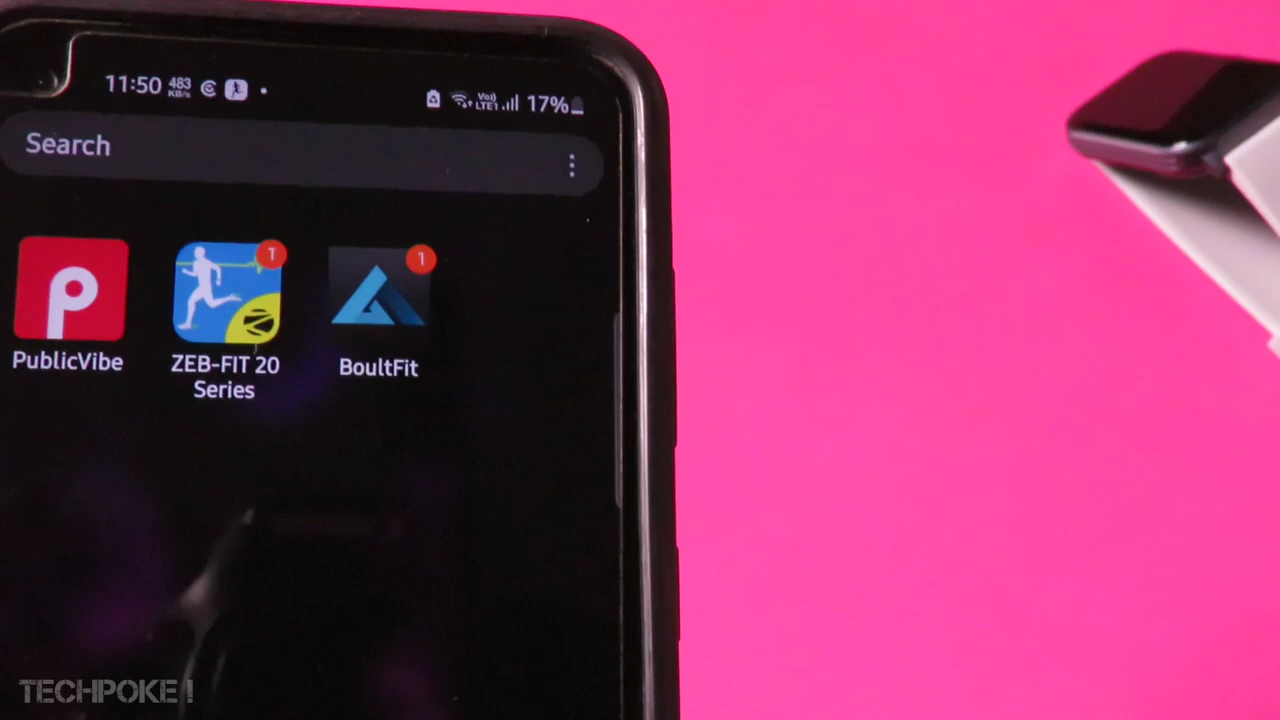 11:50 483 KB/s Vo) LTE1 17%
Search
PublicVibe
1
ZEB-FIT 20
Series
1
BoultFit
TECHPOKE!